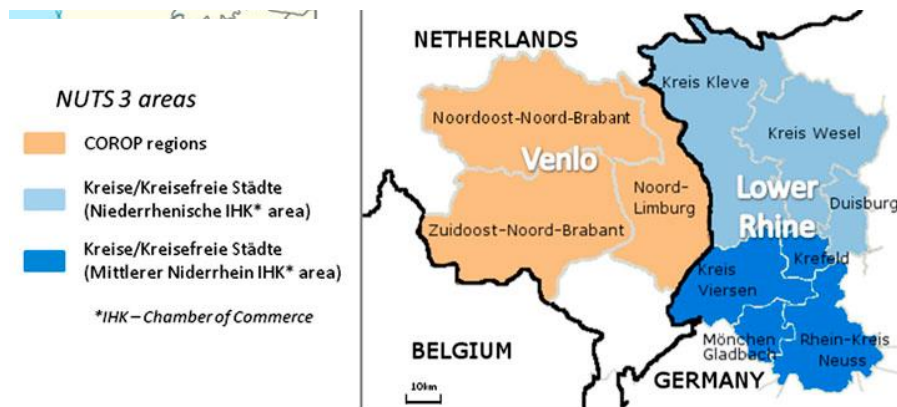 NUTS 3 areas
COROP regions
Kreise/Kreisefreie Städte
(Niederrhenische IHK* area)
Kreise/Kreisefreie Städte
(Mittlerer Niderrhein IHK* area)
*IHK – Chamber of Commerce
NETHERLANDS
Kreis Kleve
Noordoost-Noord-Brabant
Kreis Wesel
Venlo
Noord-
Limburg
Lower
Rhine
Duisburg
Zuidoost-Noord-Brabant
Krefeld
Kreis
Viersen
Mönchen
Gladbach
Rhein-Kreis
Neuss
BELGIUM
GERMANY
10km